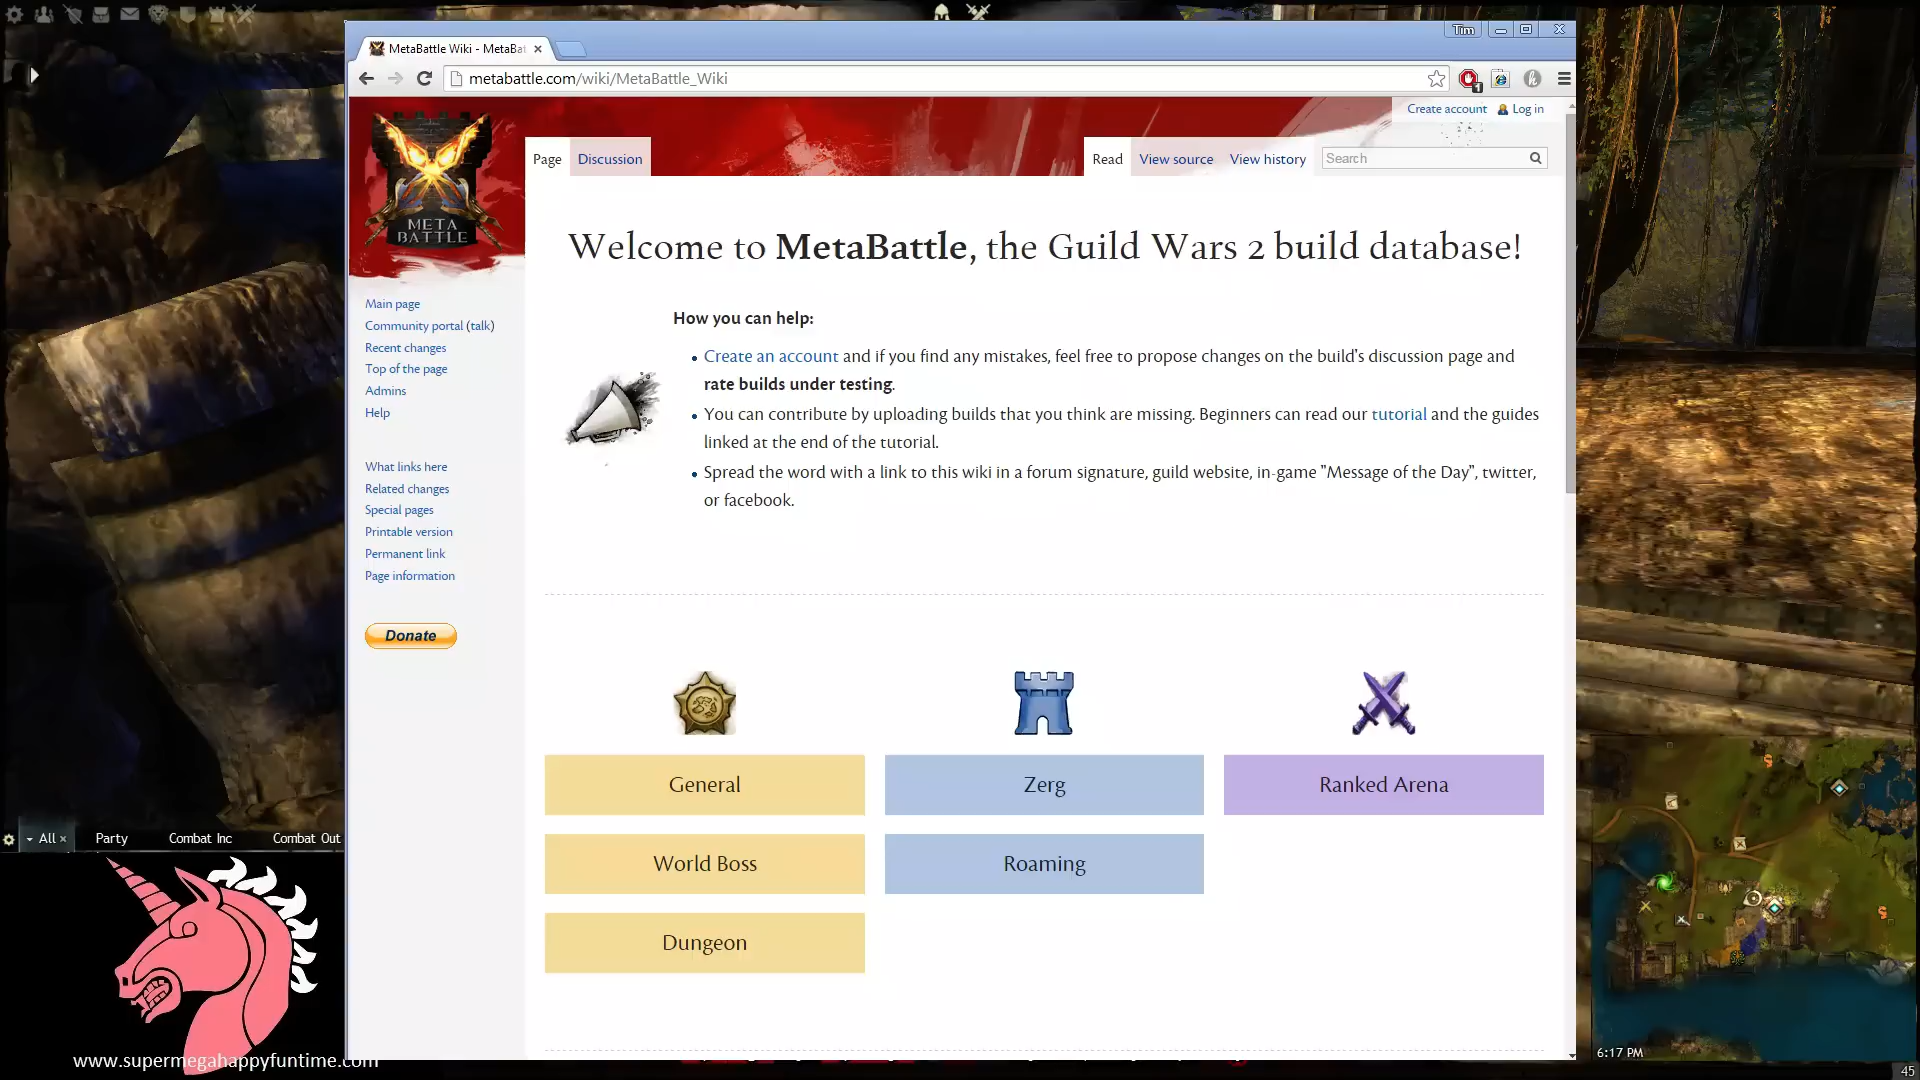 Tim
MetaBattle Wiki - MetaBat
metabattle.com/wiki/MetaBattle_Wiki
Create account Log in
META
BATTLE
Page Discussion
Read View source View history
Search
Welcome to MetaBattle, the Guild Wars 2 build database!
Main page
Community portal (talk)
Recent changes
Top of the page
Admins
Help
What links here
Related changes
Special pages
Printable version
Permanent link
Page information
Donate
How you can help:
Create an account and if you find any mistakes, feel free to propose changes on the build's discussion page and
rate builds under testing.
You can contribute by uploading builds that you think are missing. Beginners can read our tutorial and the guides
linked at the end of the tutorial.
Spread the word with a link to this wiki in a forum signature, guild website, in-game "Message of the Day", twitter,
or facebook.
General Zerg Ranked Arena
World Boss Roaming
Dungeon
All Party Combat Inc Combat Out
www.supermegahappyfuntime.com
6:17 PM
45